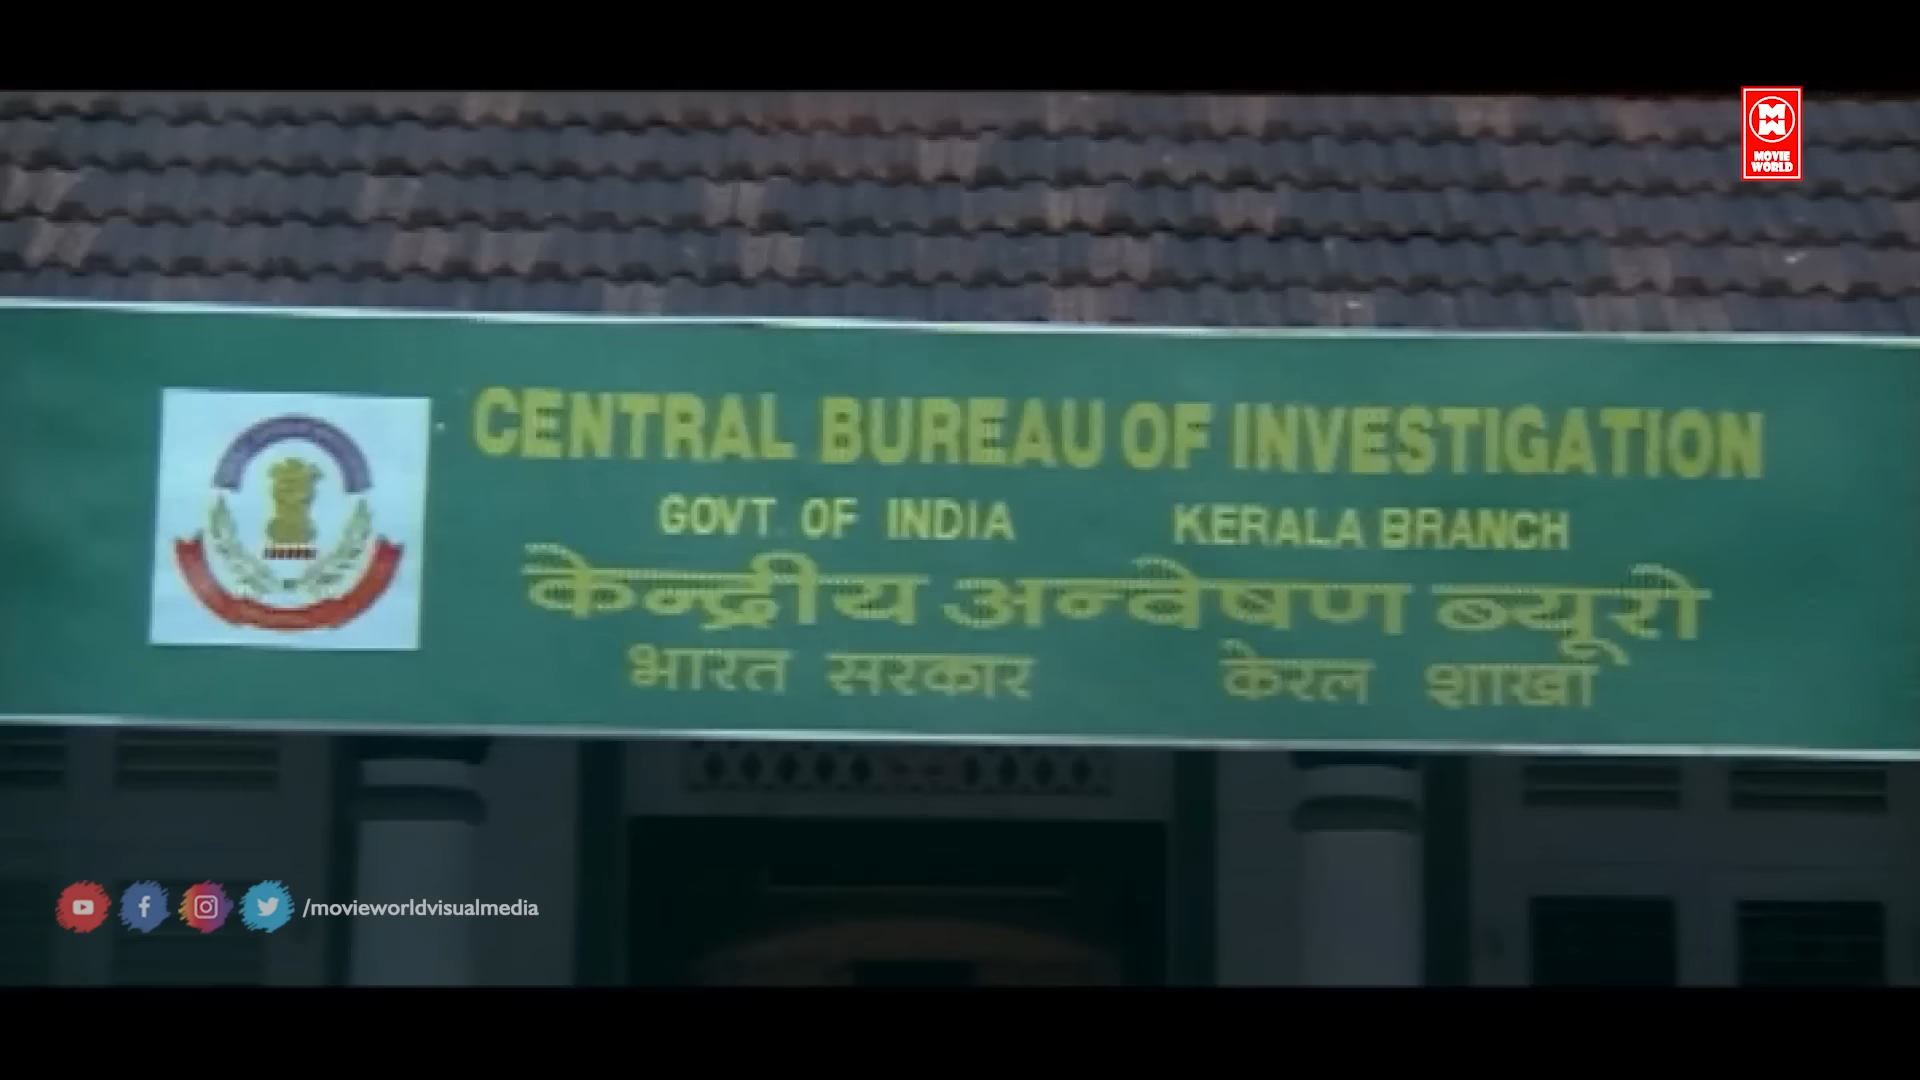 MOVIE
WORLD
CENTRAL BUREAU OF INVESTIGATION
GOVT. OF INDIA KERALA BRANCH
केन्द्रीय अन्वेषण ब्यूरो
भारत सरकार केरल शाखा
/movieworldvisualmedia